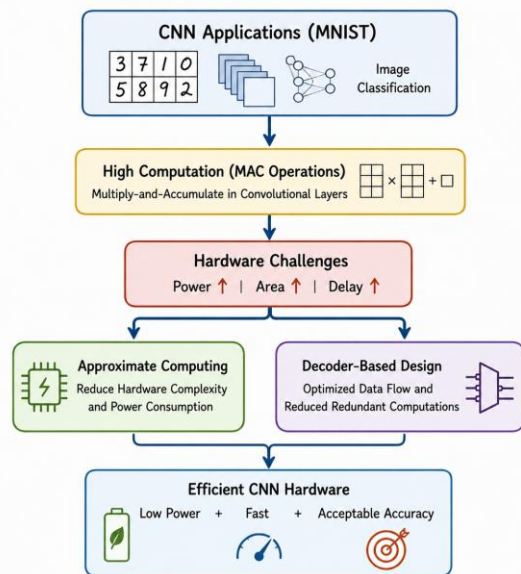 CNN Applications (MNIST)
3 7 1 0
5 8 9 2
Image
Classification
High Computation (MAC Operations)
Multiply-and-Accumulate in Convolutional Layers
× +
Hardware Challenges
Power ↑ | Area ↑ | Delay ↑
Approximate Computing
Reduce Hardware Complexity
and Power Consumption
Decoder-Based Design
Optimized Data Flow and
Reduced Redundant Computations
Efficient CNN Hardware
Low Power + Fast + Acceptable Accuracy